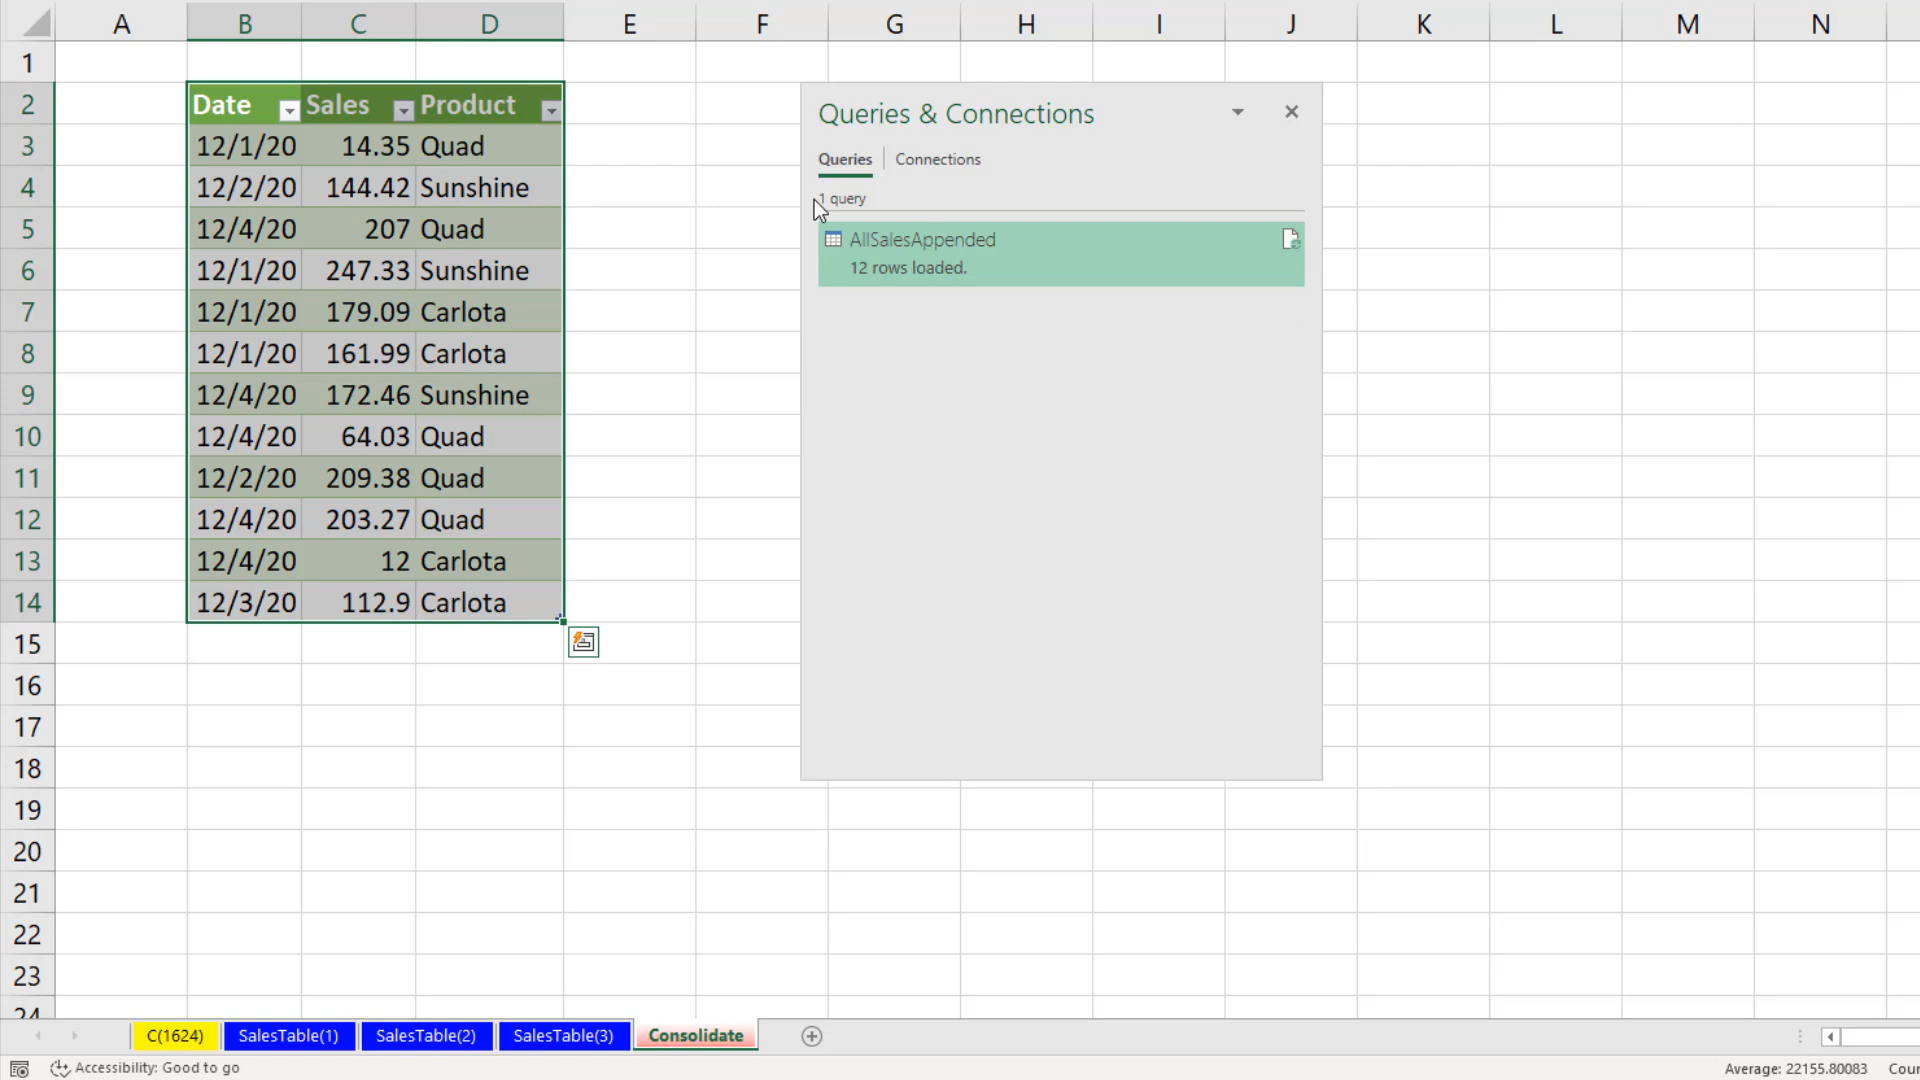 A B C D E F G H I J K L M N
1
2 Date Sales Product
3 12/1/20 14.35 Quad
4 12/2/20 144.42 Sunshine
5 12/4/20 207 Quad
6 12/1/20 247.33 Sunshine
7 12/1/20 179.09 Carlota
8 12/1/20 161.99 Carlota
9 12/4/20 172.46 Sunshine
10 12/4/20 64.03 Quad
11 12/2/20 209.38 Quad
12 12/4/20 203.27 Quad
13 12/4/20 12 Carlota
14 12/3/20 112.9 Carlota
15
16
17
18
19
20
21
22
23
24
Queries & Connections
Queries Connections
1 query
AllSalesAppended
12 rows loaded.
C(1624) SalesTable(1) SalesTable(2) SalesTable(3) Consolidate
Accessibility: Good to go Average: 22155.80083 Cour